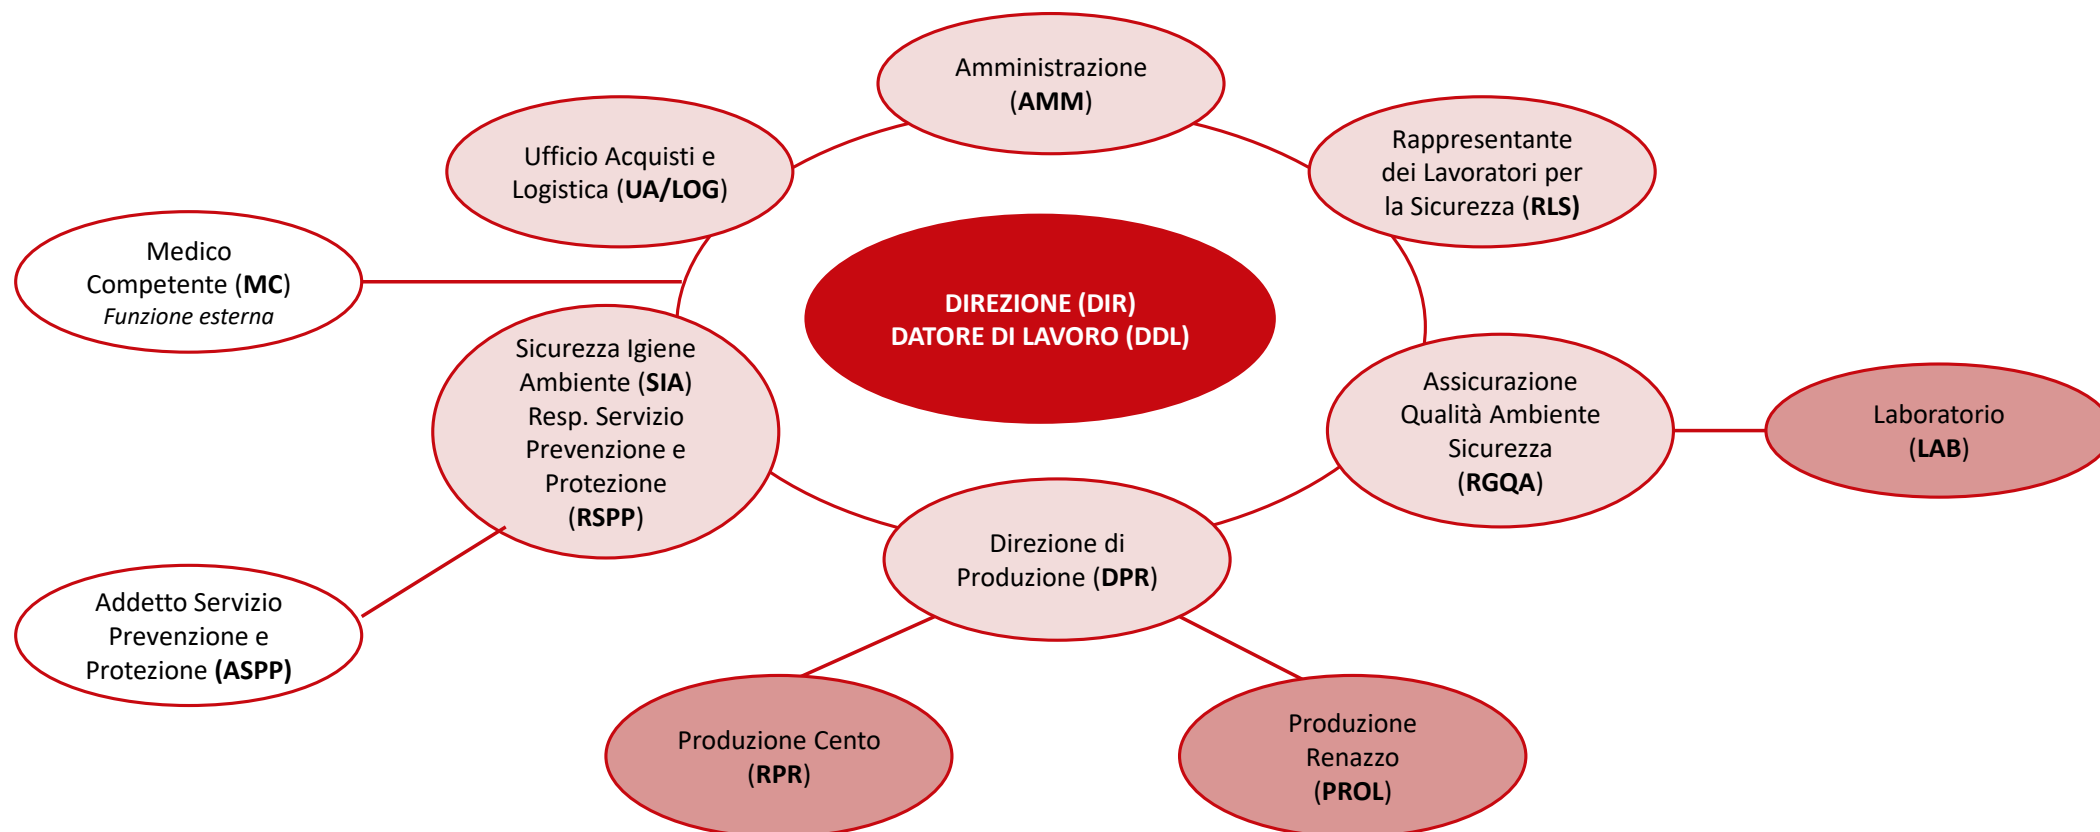 Amministrazione
(AMM)
Ufficio Acquisti e
Logistica (UA/LOG)
Rappresentante
dei Lavoratori per
la Sicurezza (RLS)
Medico
Competente (MC)
Funzione esterna
DIREZIONE (DIR)
DATORE DI LAVORO (DDL)
Sicurezza Igiene
Ambiente (SIA)
Resp. Servizio
Prevenzione e
Protezione
(RSPP)
Assicurazione
Qualità Ambiente
Sicurezza
(RGQA)
Laboratorio
(LAB)
Direzione di
Produzione (DPR)
Addetto Servizio
Prevenzione e
Protezione (ASPP)
Produzione Cento
(RPR)
Produzione
Renazzo
(PROL)